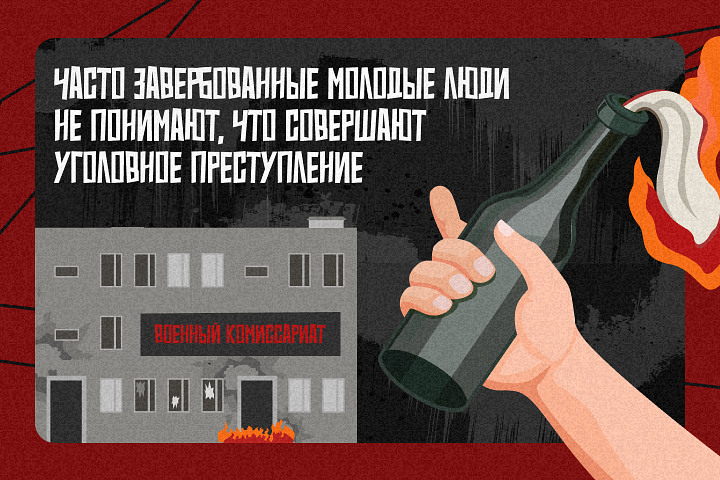 ЧАСТО ЗАВЕРБОВАННЫЕ МОЛОДЫЕ ЛЮДИ
НЕ ПОНИМАЮТ, ЧТО СОВЕРШАЮТ
УГОЛОВНОЕ ПРЕСТУПЛЕНИЕ
ВОЕННЫЙ КОМИССАРИАТ